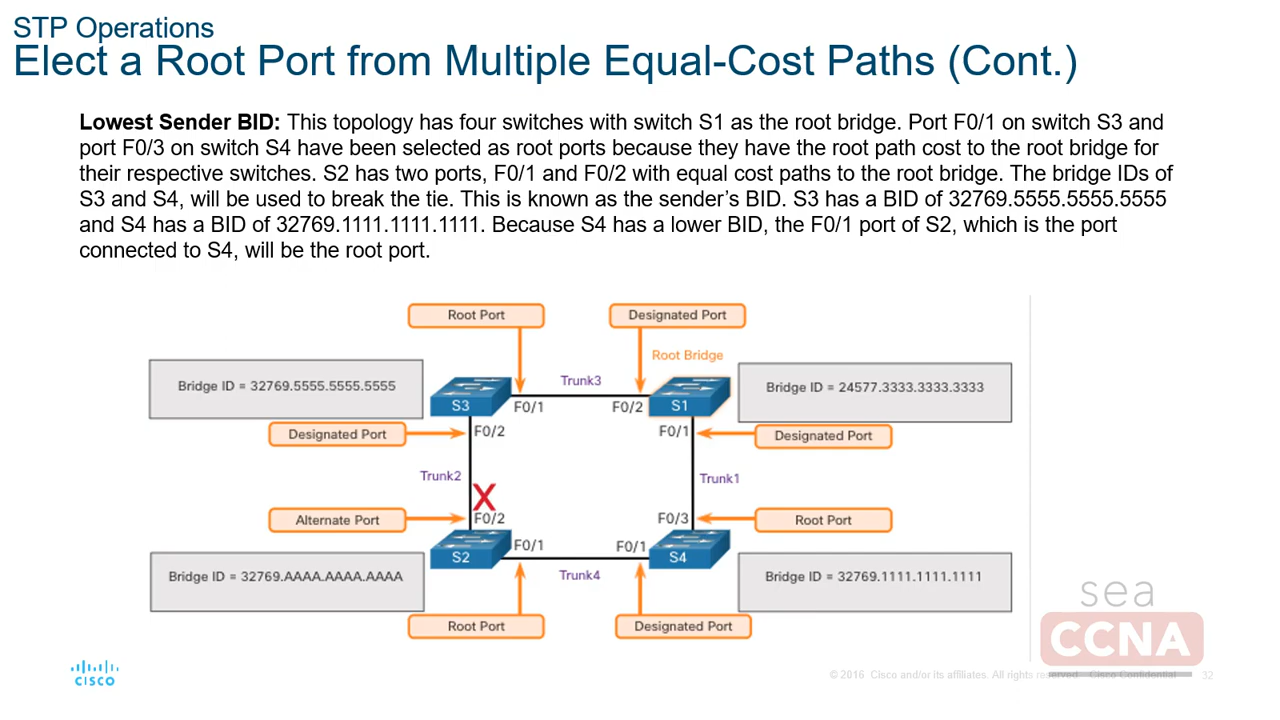 STP Operations
Elect a Root Port from Multiple Equal-Cost Paths (Cont.)
Lowest Sender BID: This topology has four switches with switch S1 as the root bridge. Port F0/1 on switch S3 and
port F0/3 on switch S4 have been selected as root ports because they have the root path cost to the root bridge for
their respective switches. S2 has two ports, F0/1 and F0/2 with equal cost paths to the root bridge. The bridge IDs of
S3 and S4, will be used to break the tie. This is known as the sender's BID. S3 has a BID of 32769.5555.5555.5555
and S4 has a BID of 32769.1111.1111.1111. Because S4 has a lower BID, the F0/1 port of S2, which is the port
connected to S4, will be the root port.
Root Port
Designated Port
Root Bridge
Bridge ID = 32769.5555.5555.5555
Trunk3
Bridge ID = 24577.3333.3333.3333
S3
F0/1
F0/2
S1
Designated Port
F0/2
F0/1
Designated Port
Trunk2
Trunk1
X
Alternate Port
F0/2
F0/3
Root Port
S2
F0/1
F0/1
S4
Bridge ID = 32769.AAAA.AAAA.AAAA
Trunk4
Bridge ID = 32769.1111.1111.1111
Root Port
Designated Port
sea
CCNA
CISCO
© 2016 Cisco and/or its affiliates. All rights reserved. Cisco Confidential
32